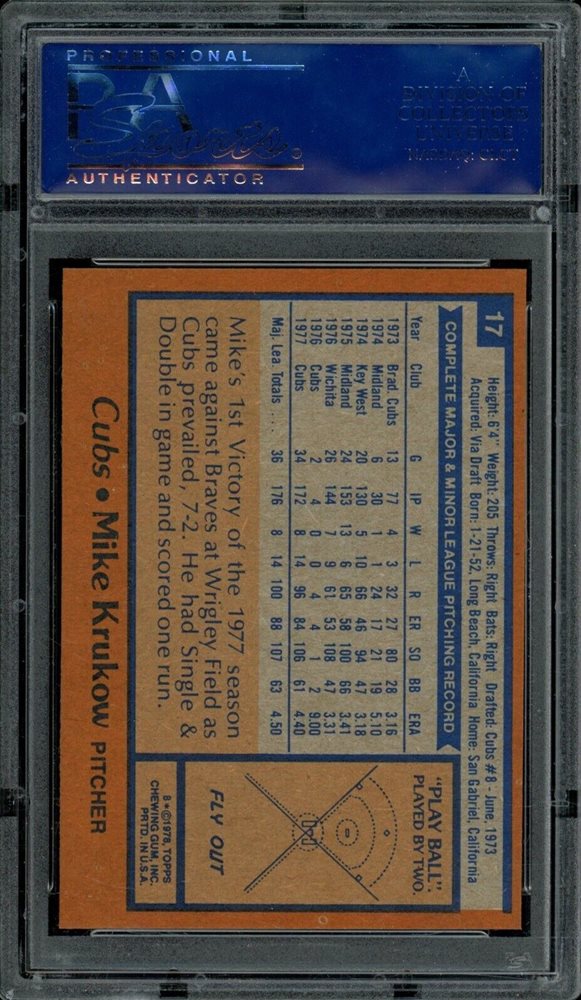 PROFESSIONAL
PSA
AUTHENTICATOR
A
DIVISION OF
COLLECTORS
UNIVERSE
NASDAQ: CLCT
17
Height: 6'4" Weight: 205 Throws: Right Bats: Right Drafted: Cubs #8 - June, 1973
Acquired: Via Draft Born: 1-21-52, Long Beach, California Home: San Gabriel, California
COMPLETE MAJOR & MINOR LEAGUE PITCHING RECORD
Year Club G IP W L R ER SO BB ERA
1973 Brad. Cubs 13 77 4 3 32 27 80 28 3.16
1974 Midland 6 30 1 1 24 17 21 19 5.10
1974 Key West 20 130 5 10 66 46 94 47 3.18
1975 Midland 24 153 13 6 65 58 100 66 3.41
1976 Wichita 26 144 7 9 61 53 108 47 3.31
1976 Cubs 2 4 0 0 4 4 1 2 9.00
1977 Cubs 34 172 8 14 96 84 106 61 4.40
Maj. Lea Totals .... 36 176 8 14 100 88 107 63 4.50
Mike's 1st Victory of the 1977 season
came against Braves at Wrigley Field as
Cubs prevailed, 7-2. He had Single &
Double in game and scored one run.
"PLAY BALL":
PLAYED BY TWO.
FLY OUT
8•©1978, TOPPS
CHEWING GUM, INC.
PRTD. IN U.S.A.
Cubs • Mike Krukow PITCHER